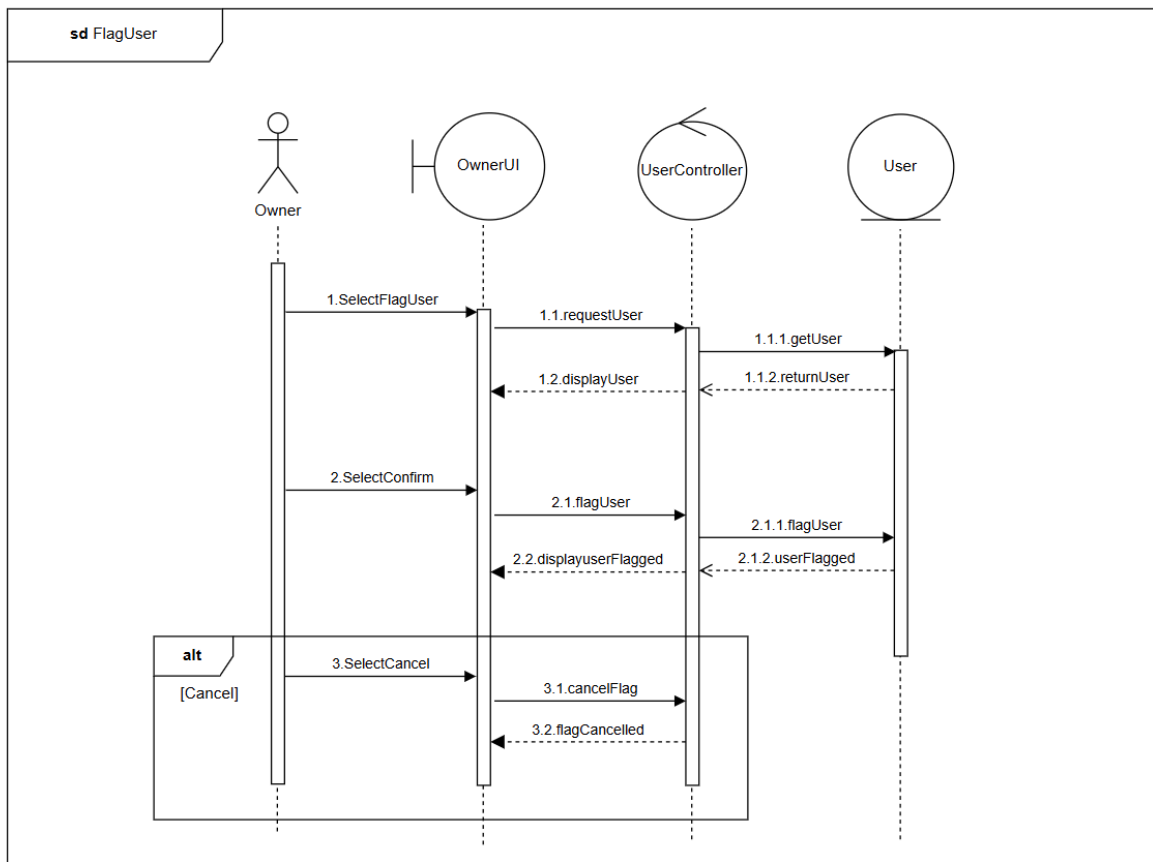 sd FlagUser
OwnerUI
UserController
User
Owner
1.SelectFlagUser
1.1.requestUser
1.1.1.getUser
1.2.displayUser
1.1.2.returnUser
2.SelectConfirm
2.1.flagUser
2.1.1.flagUser
2.2.displayuserFlagged
2.1.2.userFlagged
alt
3.SelectCancel
[Cancel]
3.1.cancelFlag
3.2.flagCancelled